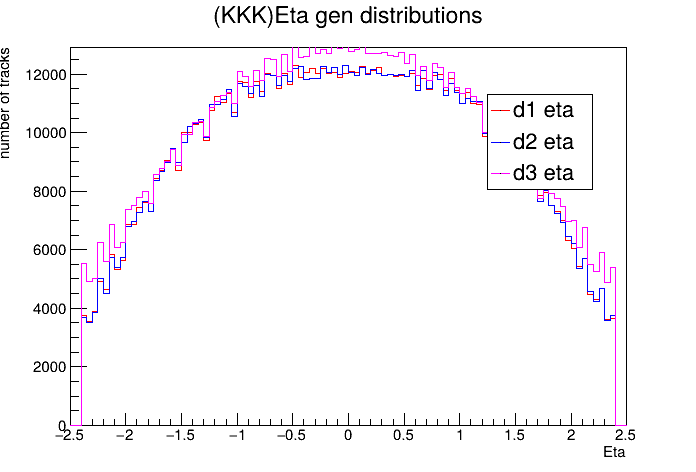 (KKK)Eta gen distributions
number of tracks
12000
10000
8000
6000
4000
2000
0
−2.5 −2 −1.5 −1 −0.5 0 0.5 1 1.5 2 2.5
Eta
d1 eta
d2 eta
d3 eta